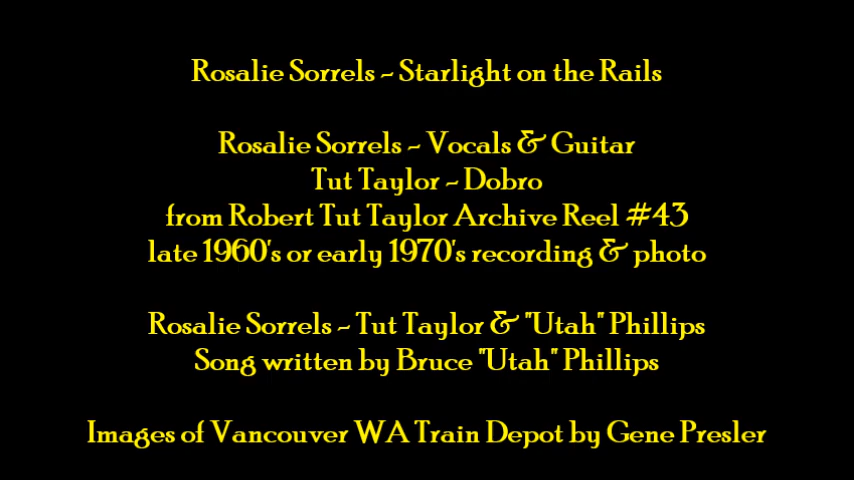 Rosalie Sorrels - Starlight on the Rails
Rosalie Sorrels - Vocals & Guitar
Tut Taylor - Dobro
from Robert Tut Taylor Archive Reel #43
late 1960's or early 1970's recording & photo
Rosalie Sorrels - Tut Taylor & "Utah" Phillips
Song written by Bruce "Utah" Phillips
Images of Vancouver WA Train Depot by Gene Presler